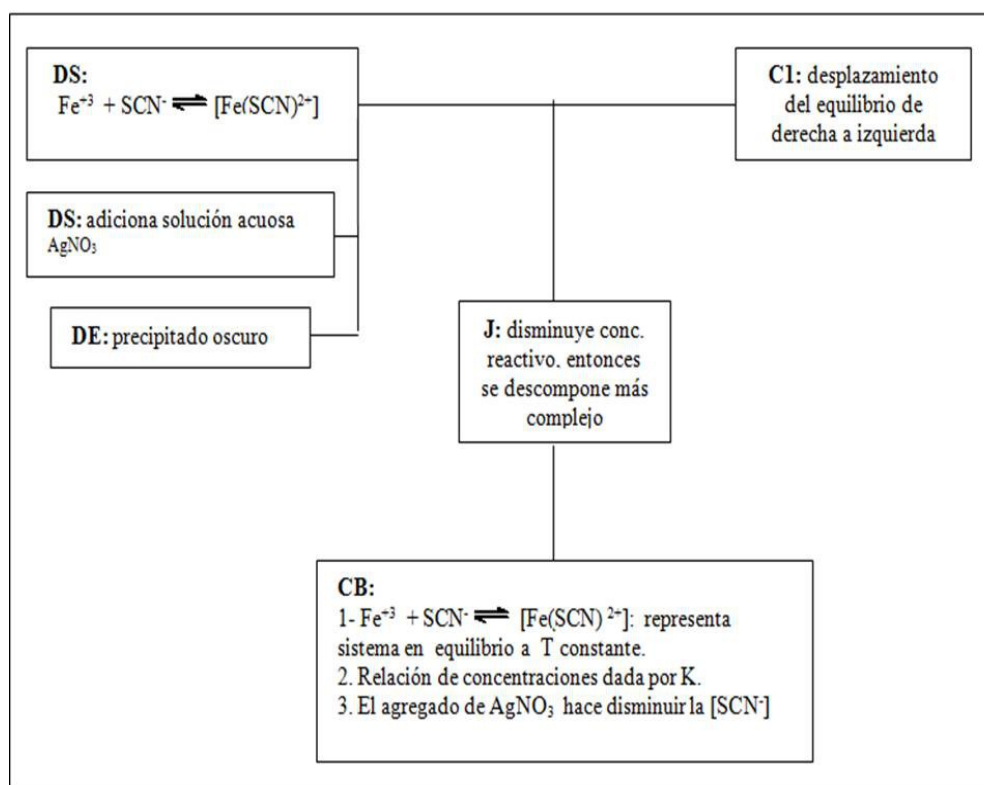 DS:
Fe⁺³ + SCN⁻ ⇌ [Fe(SCN)²⁺]
DS: adiciona solución acuosa
AgNO₃
DE: precipitado oscuro
C1: desplazamiento
del equilibrio de
derecha a izquierda
J: disminuye conc.
reactivo, entonces
se descompone más
complejo
CB:
1- Fe⁺³ + SCN⁻ ⇌ [Fe(SCN) ²⁺]: representa
sistema en equilibrio a T constante.
2. Relación de concentraciones dada por K.
3. El agregado de AgNO₃ hace disminuir la [SCN⁻]